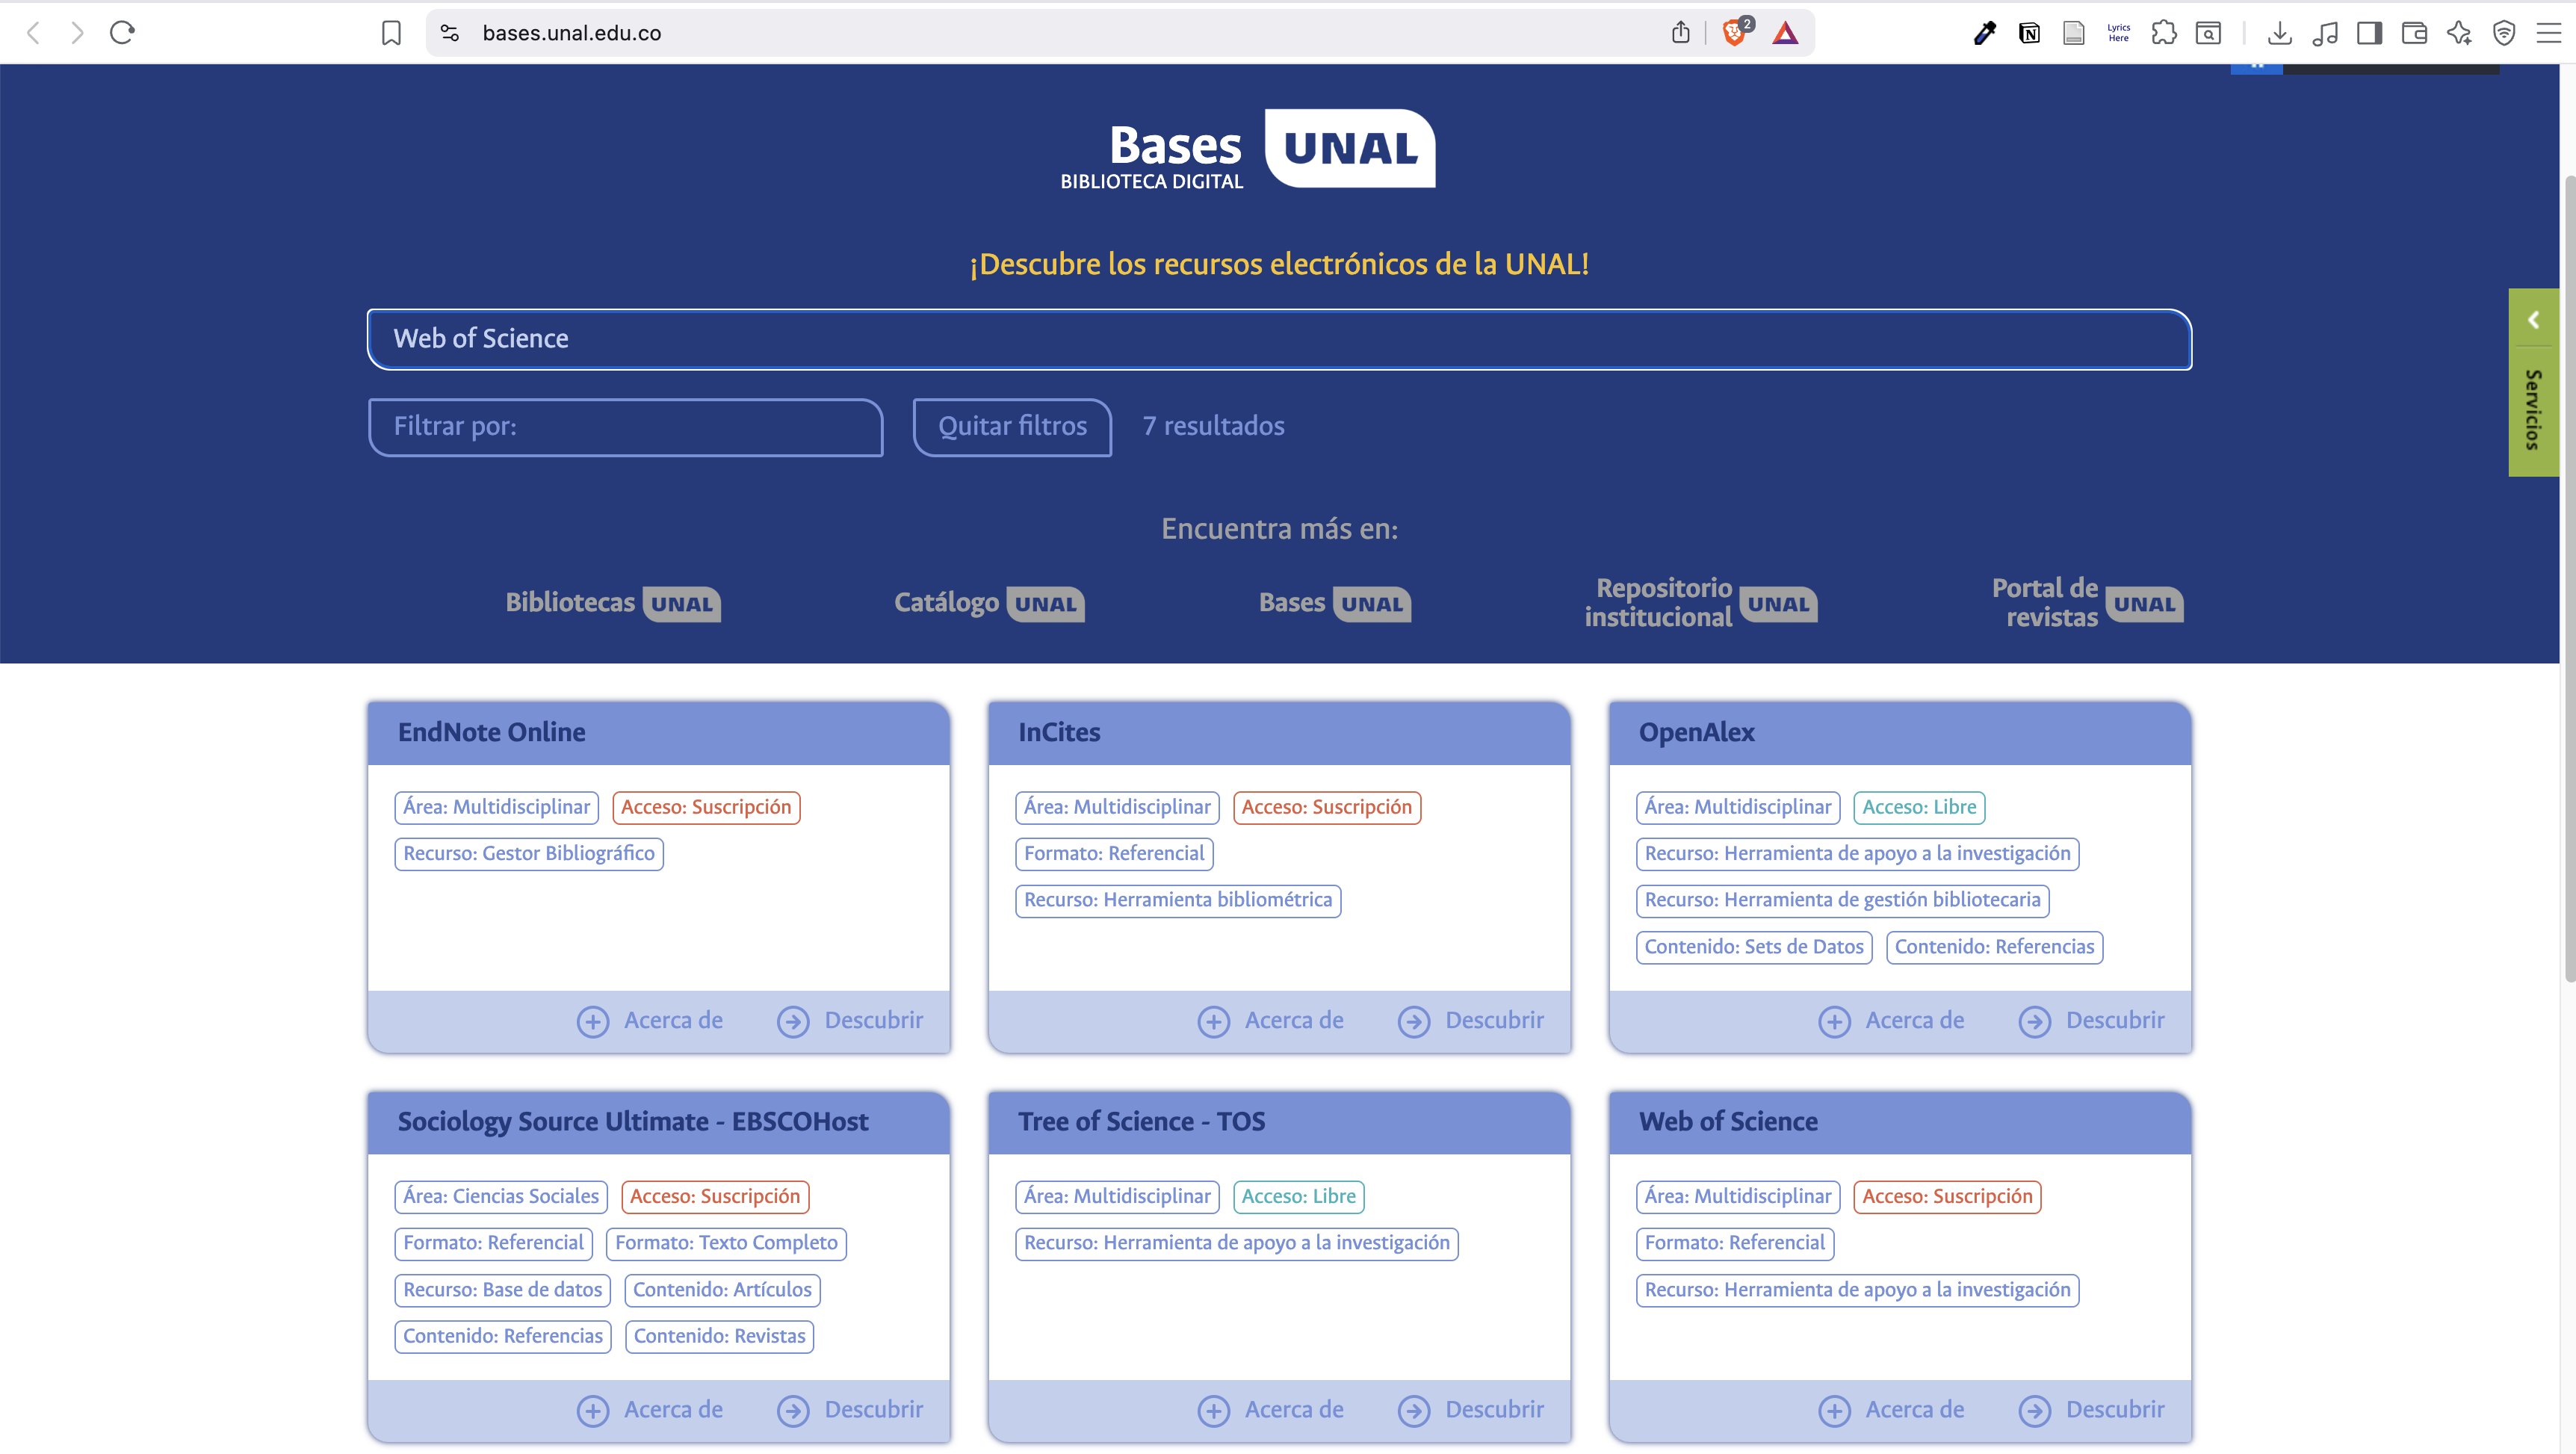 bases.unal.edu.co
2
Lyrics
Here
Bases UNAL
BIBLIOTECA DIGITAL
¡Descubre los recursos electrónicos de la UNAL!
Web of Science
Filtrar por:
Quitar filtros
7 resultados
Servicios
Encuentra más en:
Bibliotecas UNAL
Catálogo UNAL
Bases UNAL
Repositorio
institucional UNAL
Portal de
revistas UNAL
EndNote Online
Área: Multidisciplinar Acceso: Suscripción
Recurso: Gestor Bibliográfico
Acerca de Descubrir
InCites
Área: Multidisciplinar Acceso: Suscripción
Formato: Referencial
Recurso: Herramienta bibliométrica
Acerca de Descubrir
OpenAlex
Área: Multidisciplinar Acceso: Libre
Recurso: Herramienta de apoyo a la investigación
Recurso: Herramienta de gestión bibliotecaria
Contenido: Sets de Datos Contenido: Referencias
Acerca de Descubrir
Sociology Source Ultimate - EBSCOHost
Área: Ciencias Sociales Acceso: Suscripción
Formato: Referencial Formato: Texto Completo
Recurso: Base de datos Contenido: Artículos
Contenido: Referencias Contenido: Revistas
Acerca de Descubrir
Tree of Science - TOS
Área: Multidisciplinar Acceso: Libre
Recurso: Herramienta de apoyo a la investigación
Acerca de Descubrir
Web of Science
Área: Multidisciplinar Acceso: Suscripción
Formato: Referencial
Recurso: Herramienta de apoyo a la investigación
Acerca de Descubrir